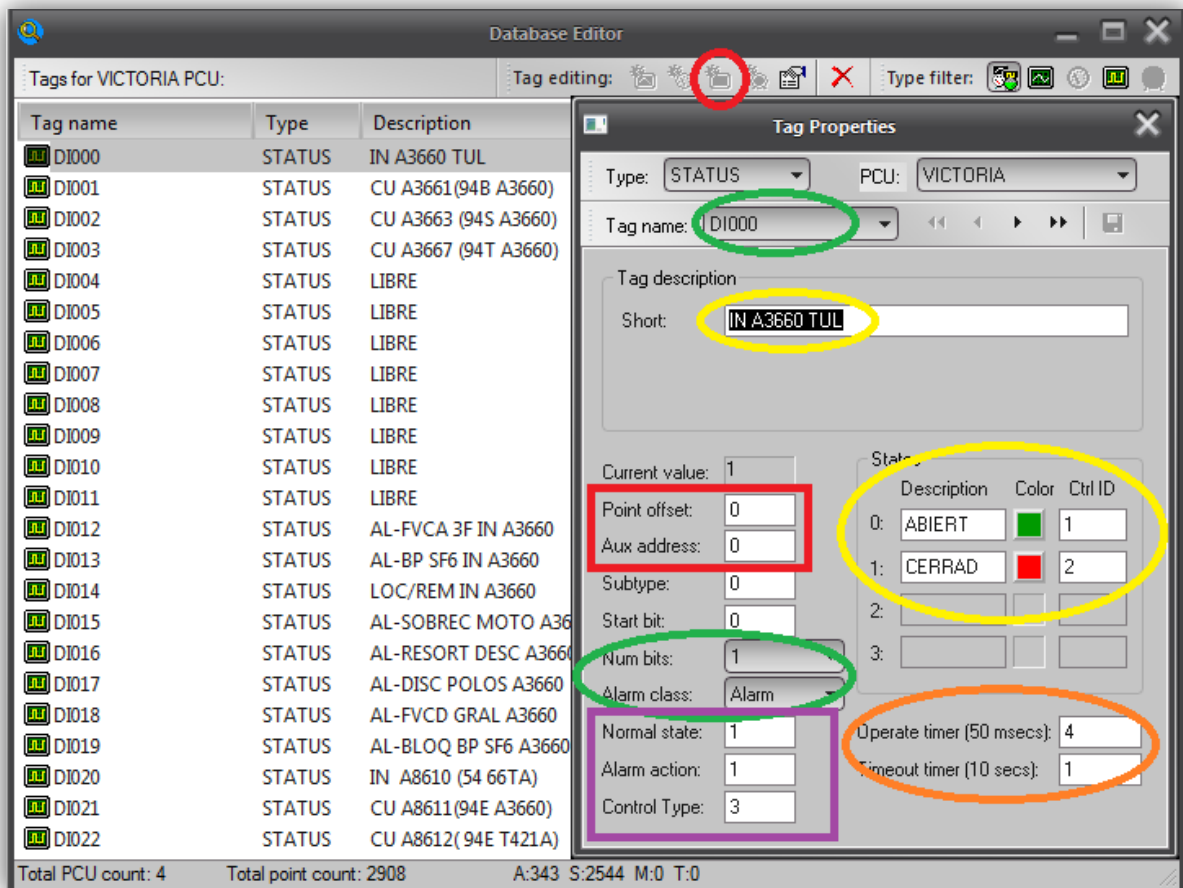 Database Editor
Tags for VICTORIA PCU:
Tag editing:
Type filter:
Tag name Type Description
DI000 STATUS IN A3660 TUL
DI001 STATUS CU A3661(94B A3660)
DI002 STATUS CU A3663 (94S A3660)
DI003 STATUS CU A3667 (94T A3660)
DI004 STATUS LIBRE
DI005 STATUS LIBRE
DI006 STATUS LIBRE
DI007 STATUS LIBRE
DI008 STATUS LIBRE
DI009 STATUS LIBRE
DI010 STATUS LIBRE
DI011 STATUS LIBRE
DI012 STATUS AL-FVCA 3F IN A3660
DI013 STATUS AL-BP SF6 IN A3660
DI014 STATUS LOC/REM IN A3660
DI015 STATUS AL-SOBREC MOTO A36
DI016 STATUS AL-RESORT DESC A3660
DI017 STATUS AL-DISC POLOS A3660
DI018 STATUS AL-FVCD GRAL A3660
DI019 STATUS AL-BLOQ BP SF6 A3660
DI020 STATUS IN A8610 (54 66TA)
DI021 STATUS CU A8611(94E A3660)
DI022 STATUS CU A8612( 94E T421A)
Tag Properties
Type: STATUS PCU: VICTORIA
Tag name: DI000
Tag description
Short: IN A3660 TUL
Current value: 1
Point offset: 0
Aux address: 0
Subtype: 0
Start bit: 0
Num bits: 1
Alarm class: Alarm
Normal state: 1
Alarm action: 1
Control Type: 3
States
Description Color Ctrl ID
0: ABIERT 1
1: CERRAD 2
2:
3:
Operate timer (50 msecs): 4
Timeout timer (10 secs): 1
Total PCU count: 4 Total point count: 2908 A:343 S:2544 M:0 T:0